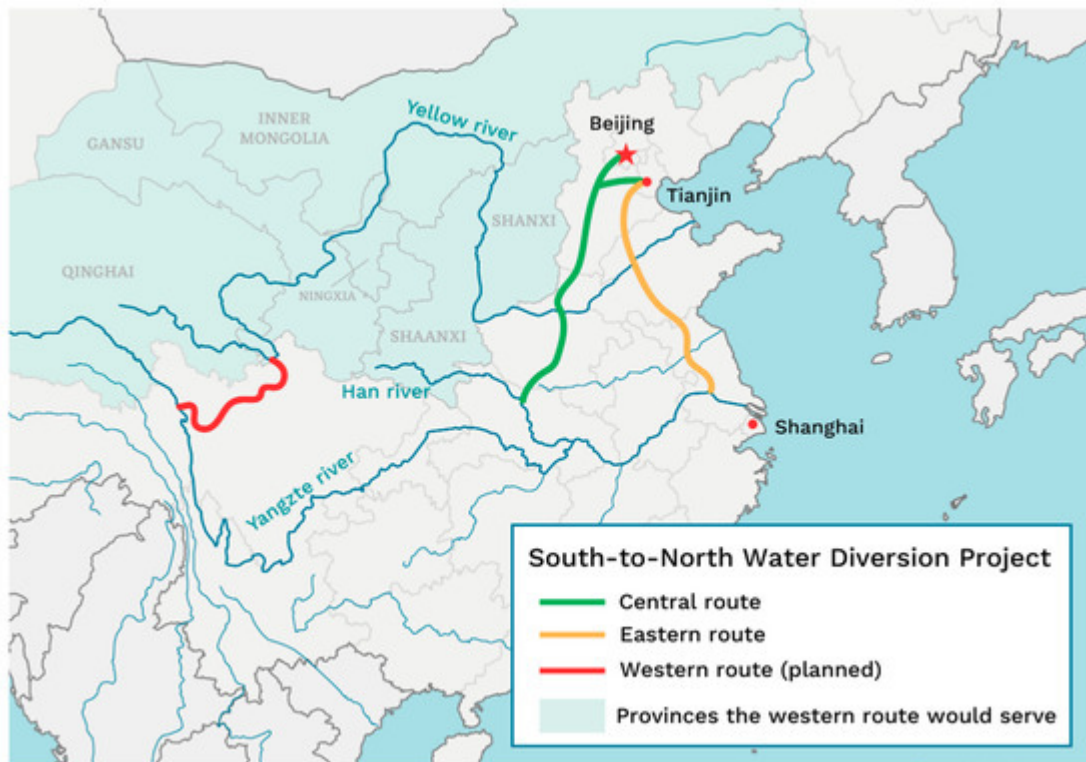 Yellow river
INNER
MONGOLIA
GANSU
Beijing
Tianjin
SHANXI
QINGHAI
NINGXIA
SHAANXI
Han river
Shanghai
Yangzte river
South-to-North Water Diversion Project
Central route
Eastern route
Western route (planned)
Provinces the western route would serve